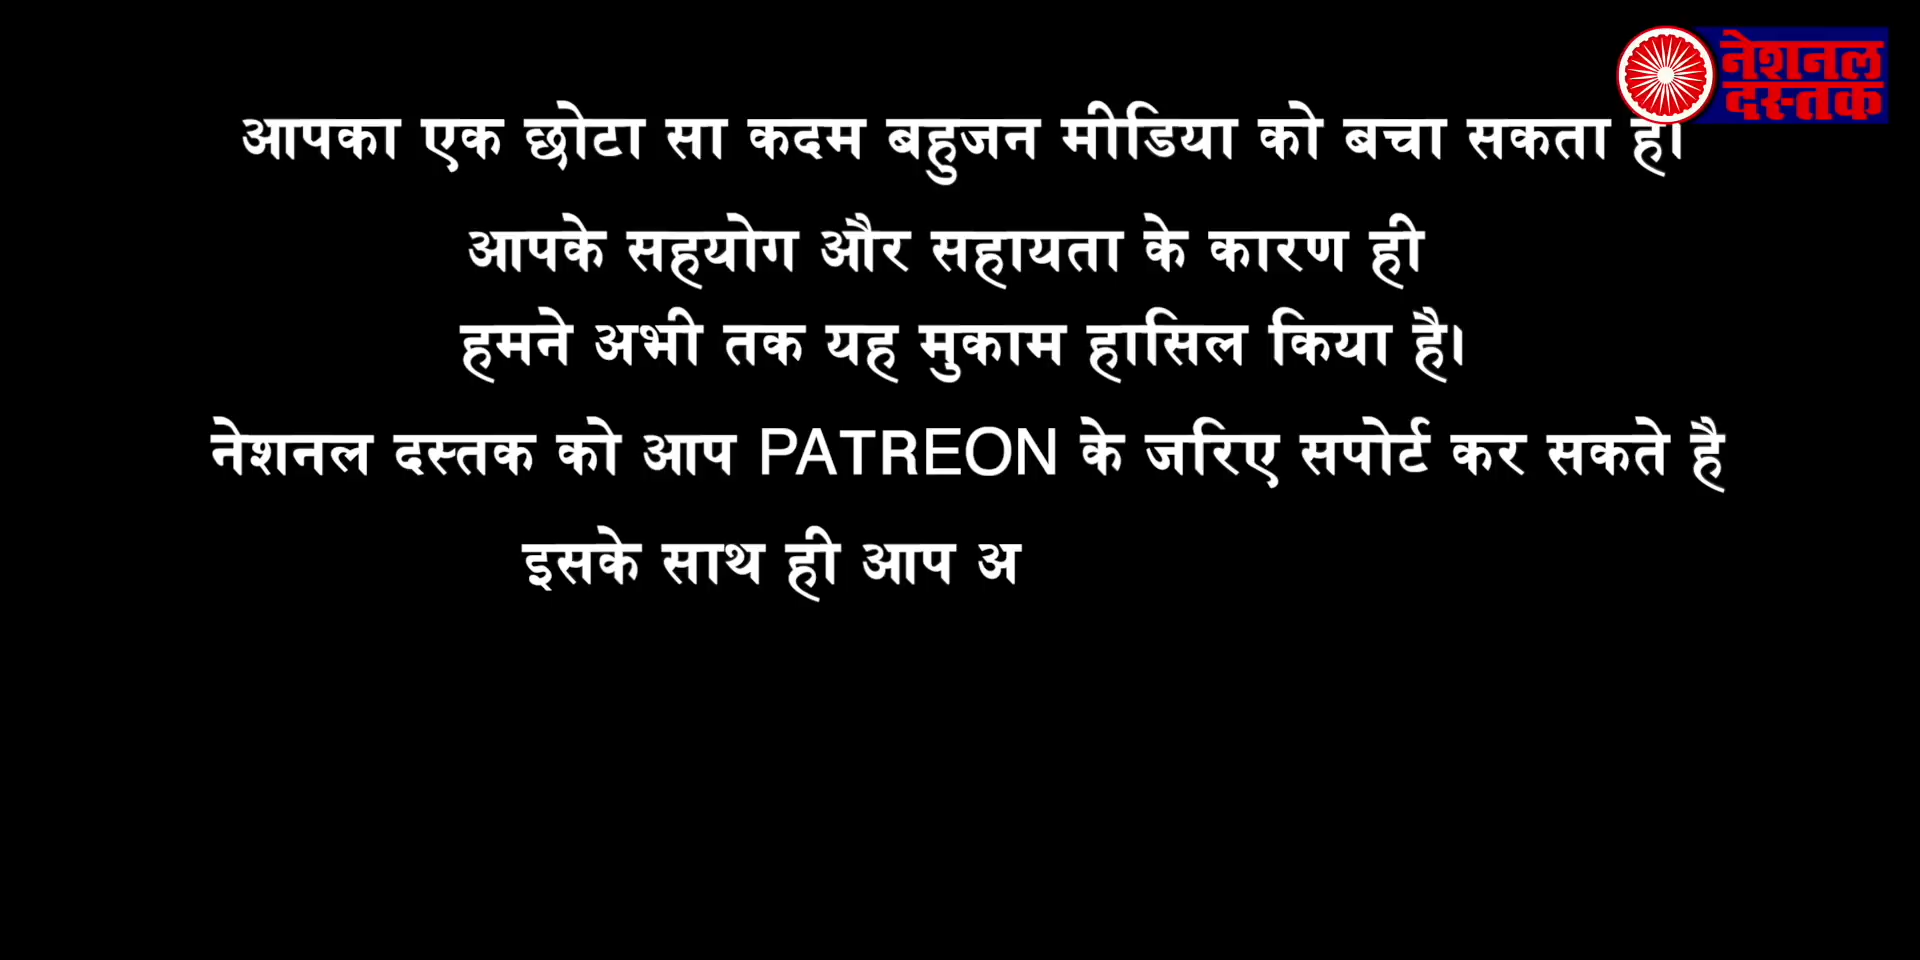 नेशनल
दस्तक
आपका एक छोटा सा कदम बहुजन मीडिया को बचा सकता है।
आपके सहयोग और सहायता के कारण ही
हमने अभी तक यह मुकाम हासिल किया है।
नेशनल दस्तक को आप PATREON के जरिए सपोर्ट कर सकते है
इसके साथ ही आप अ